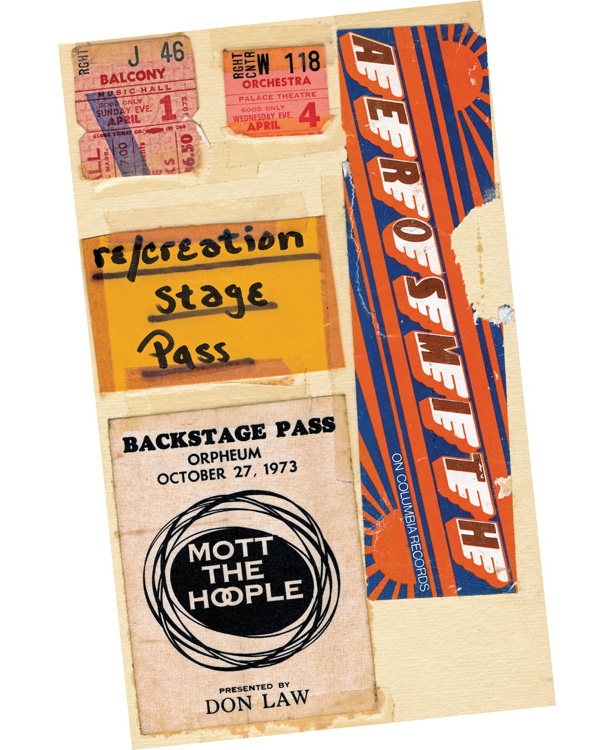 RGHT
J 46
BALCONY
MUSIC HALL
GOOD ONLY
SUNDAY EVE.
APRIL 1
1973
$6.50
RGHT
CNTR
W 118
ORCHESTRA
PALACE THEATRE
GOOD ONLY
WEDNESDAY EVE.
APRIL 4
AEROSMITH
ON COLUMBIA RECORDS
re/creation
stage
Pass
BACKSTAGE PASS
ORPHEUM
OCTOBER 27, 1973
MOTT
THE
HOOPLE
PRESENTED BY
DON LAW